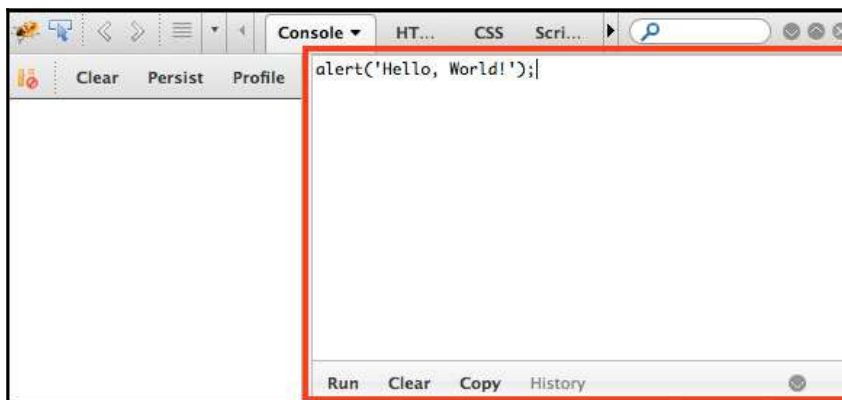 Console ▾ HT... CSS Scri...
Clear Persist Profile
alert('Hello, World!');
Run Clear Copy History